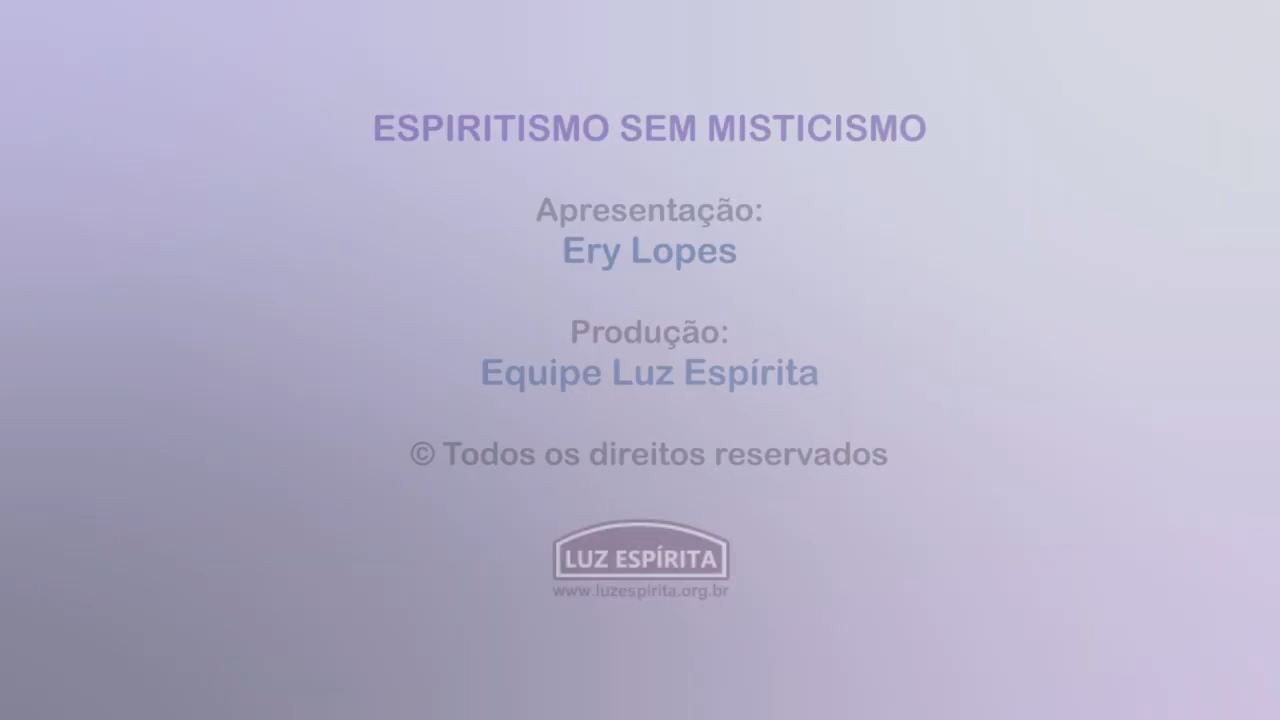 ESPIRITISMO SEM MISTICISMO
Apresentação:
Ery Lopes
Produção:
Equipe Luz Espírita
© Todos os direitos reservados
LUZ ESPÍRITA
www.luzespirita.org.br